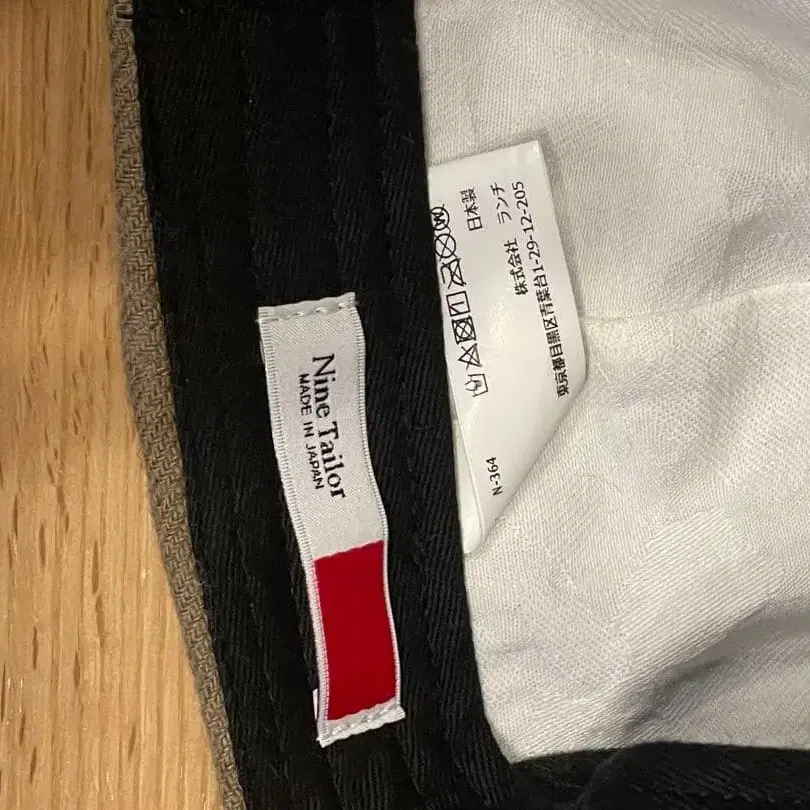 Nine Tailor
MADE IN JAPAN
日本製
株式会社 ランチ
東京都目黒区青葉台1-29-12-205
N-364